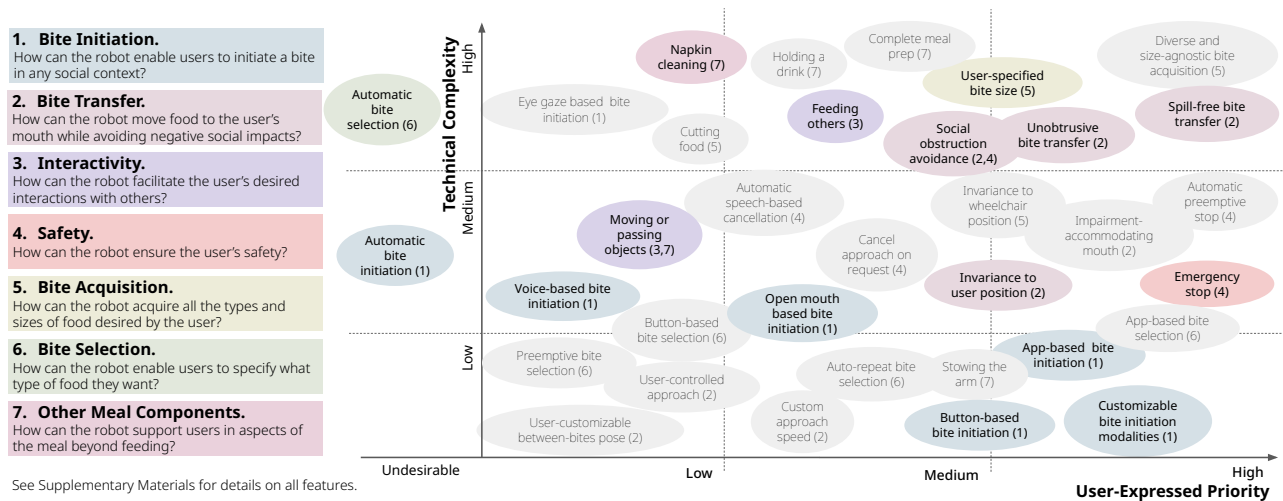 1. Bite Initiation.
How can the robot enable users to initiate a bite
in any social context?
2. Bite Transfer.
How can the robot move food to the user's
mouth while avoiding negative social impacts?
3. Interactivity.
How can the robot facilitate the user's desired
interactions with others?
4. Safety.
How can the robot ensure the user's safety?
5. Bite Acquisition.
How can the robot acquire all the types and
sizes of food desired by the user?
6. Bite Selection.
How can the robot enable users to specify what
type of food they want?
7. Other Meal Components.
How can the robot support users in aspects of
the meal beyond feeding?
See Supplementary Materials for details on all features.
Technical Complexity
High
Medium
Low
Automatic
bite
selection (6)
Automatic
bite
initiation (1)
Napkin
cleaning (7)
Holding a
drink (7)
Complete meal
prep (7)
Diverse and
size-agnostic bite
acquisition (5)
User-specified
bite size (5)
Eye gaze based bite
initiation (1)
Feeding
others (3)
Spill-free bite
transfer (2)
Cutting
food (5)
Social
obstruction
avoidance (2,4)
Unobtrusive
bite transfer (2)
Automatic
speech-based
cancellation (4)
Invariance to
wheelchair
position (5)
Automatic
preemptive
stop (4)
Moving or
passing
objects (3,7)
Impairment-
accommodating
mouth (2)
Cancel
approach on
request (4)
Voice-based bite
initiation (1)
Open mouth
based bite
initiation (1)
Invariance to
user position (2)
Emergency
stop (4)
Button-based
bite selection (6)
App-based bite
selection (6)
App-based bite
initiation (1)
Preemptive bite
selection (6)
User-controlled
approach (2)
Auto-repeat bite
selection (6)
Stowing the
arm (7)
User-customizable
between-bites pose (2)
Custom
approach
speed (2)
Button-based
bite initiation (1)
Customizable
bite initiation
modalities (1)
Undesirable
Low
Medium
High
User-Expressed Priority